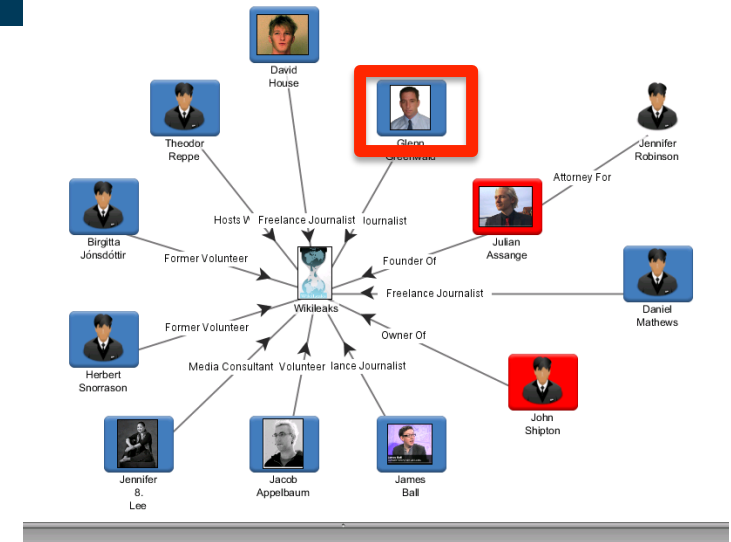 David
House
Theodor
Reppe
Glenn
Greenwald
Jennifer
Robinson
Attorney For
Birgitta
Jónsdóttir
Hosts
Freelance Journalist
Journalist
Julian
Assange
Former Volunteer
Founder Of
Freelance Journalist
Daniel
Mathews
Wikileaks
Former Volunteer
Owner Of
Herbert
Snorrason
Media Consultant
Volunteer
lance Journalist
John
Shipton
Jennifer
8.
Lee
Jacob
Appelbaum
James
Ball